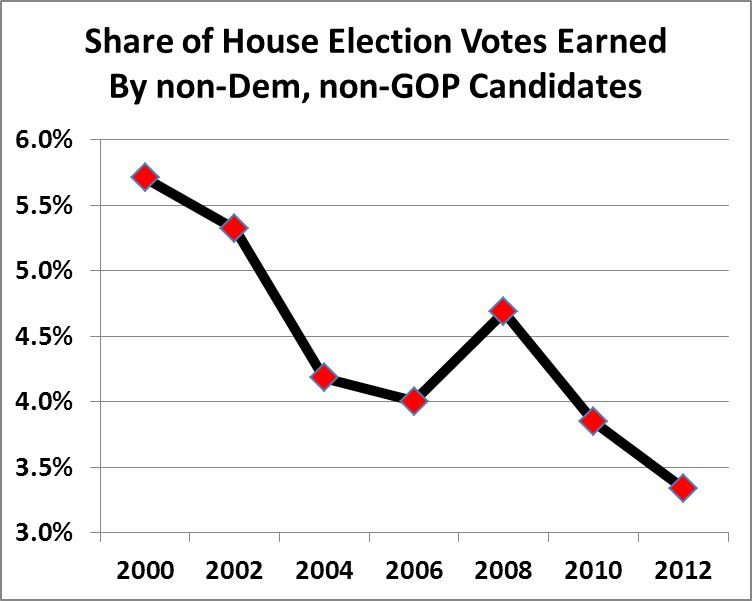 Share of House Election Votes Earned
By non-Dem, non-GOP Candidates
6.0%
5.5%
5.0%
4.5%
4.0%
3.5%
3.0%
2000 2002 2004 2006 2008 2010 2012